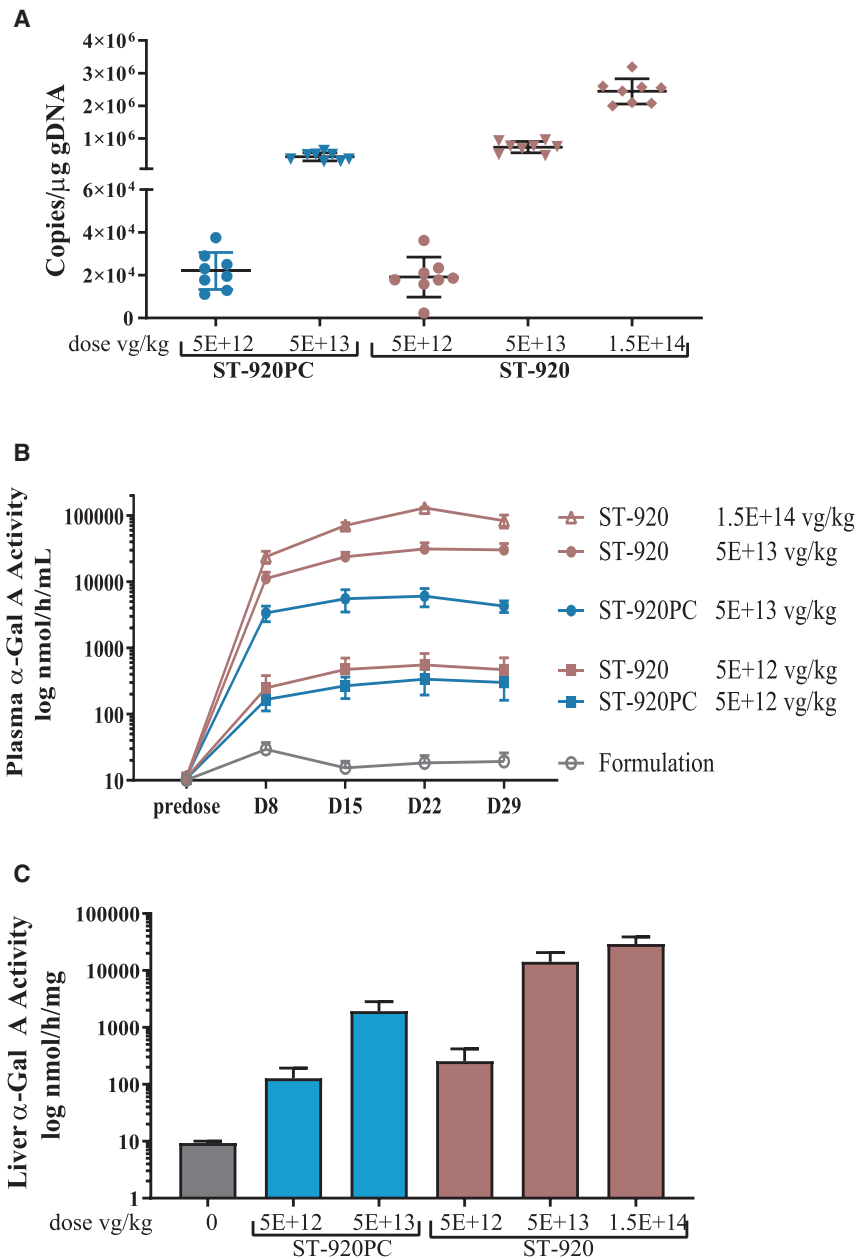 A
4×10⁶
3×10⁶
2×10⁶
1×10⁶
6×10⁴
4×10⁴
2×10⁴
0
Copies/μg gDNA
dose vg/kg 5E+12 5E+13 5E+12 5E+13 1.5E+14
ST-920PC ST-920
B
Plasma α-Gal A Activity
log nmol/h/mL
100000
10000
1000
100
10
predose D8 D15 D22 D29
ST-920 1.5E+14 vg/kg
ST-920 5E+13 vg/kg
ST-920PC 5E+13 vg/kg
ST-920 5E+12 vg/kg
ST-920PC 5E+12 vg/kg
Formulation
C
Liver α-Gal A Activity
log nmol/h/mg
100000
10000
1000
100
10
1
dose vg/kg 0 5E+12 5E+13 5E+12 5E+13 1.5E+14
ST-920PC ST-920